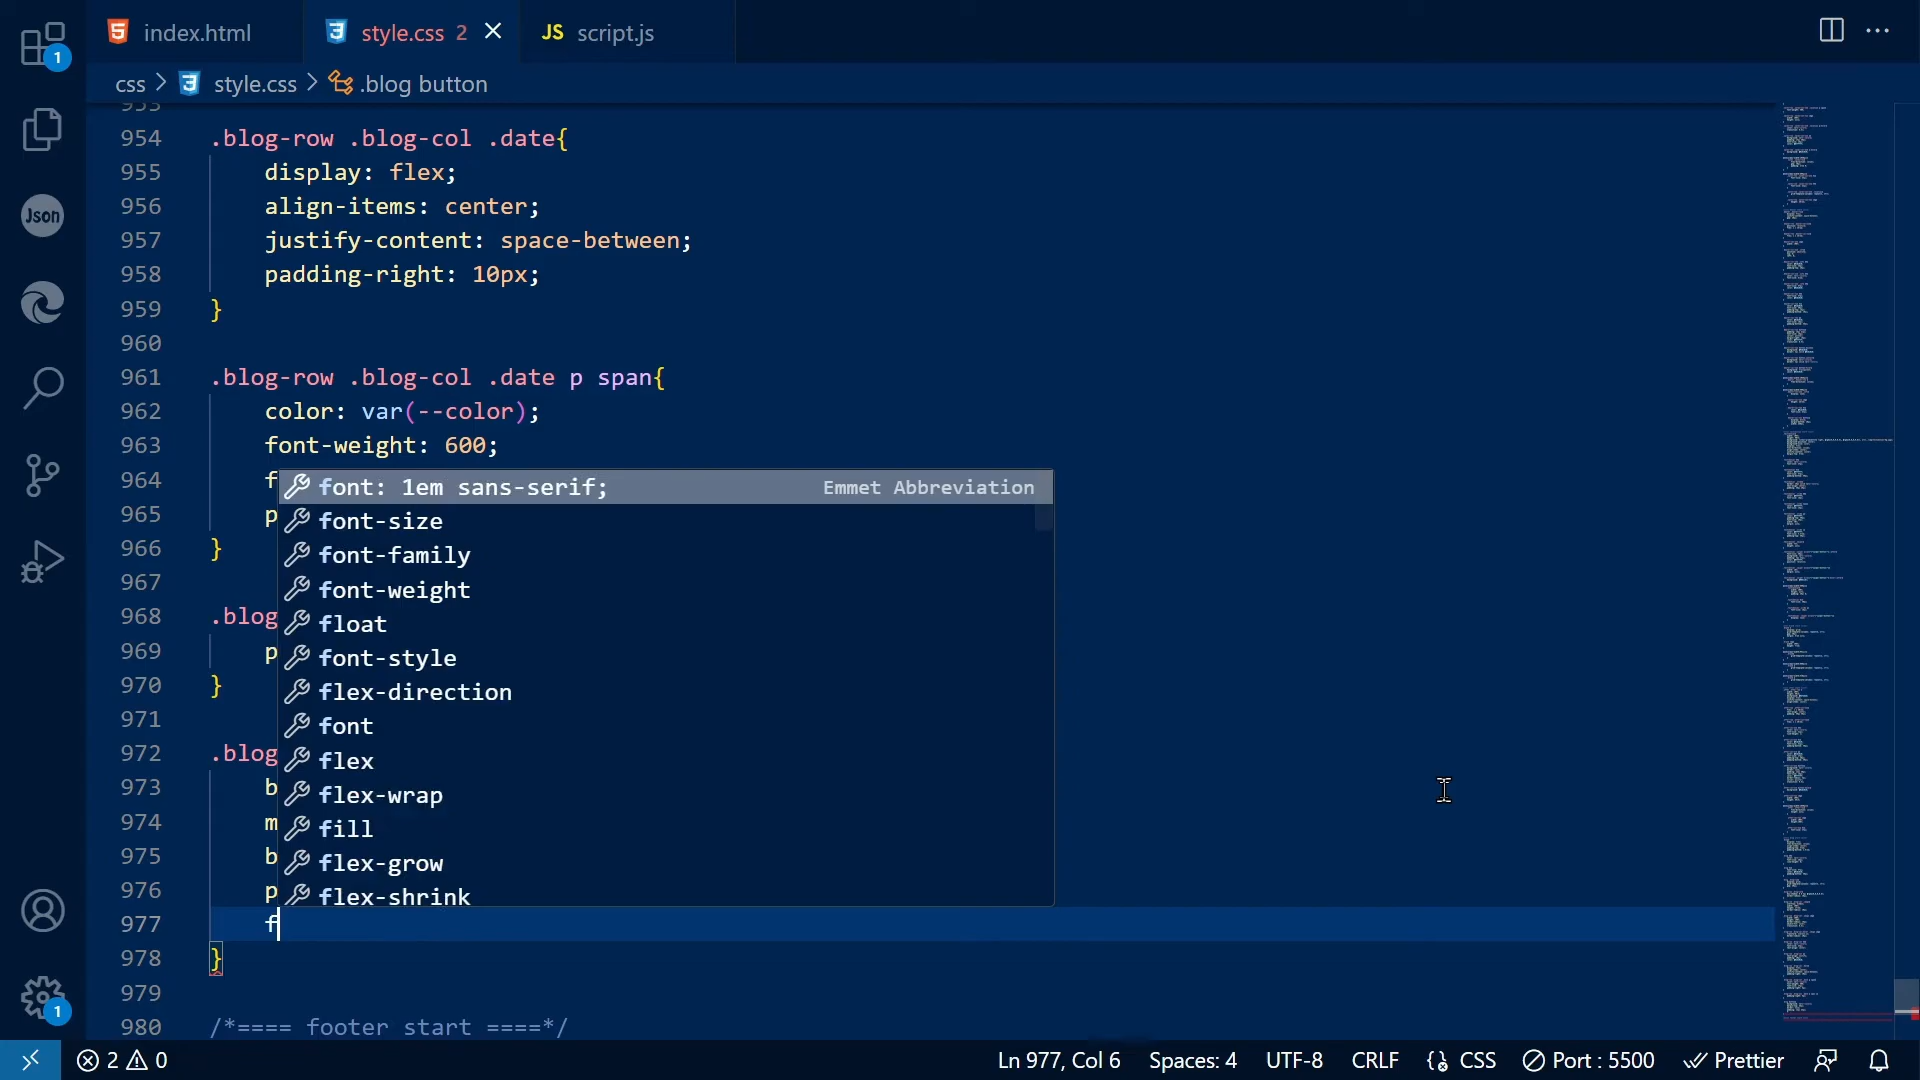 1
index.html
style.css 2
JS script.js
css > style.css > .blog button
953
954 .blog-row .blog-col .date{
955 display: flex;
956 align-items: center;
957 justify-content: space-between;
958 padding-right: 10px;
959 }
960
961 .blog-row .blog-col .date p span{
962 color: var(--color);
963 font-weight: 600;
964 f
965 p
966 }
967
968 .blog
969 p
970 }
971
972 .blog
973 b
974 m
975 b
976 p
977 f
978 }
979
980 /*==== footer start ====*/
font: 1em sans-serif; Emmet Abbreviation
font-size
font-family
font-weight
float
font-style
flex-direction
font
flex
flex-wrap
fill
flex-grow
flex-shrink
Json
1
2 0
Ln 977, Col 6
Spaces: 4
UTF-8
CRLF
CSS
Port : 5500
Prettier